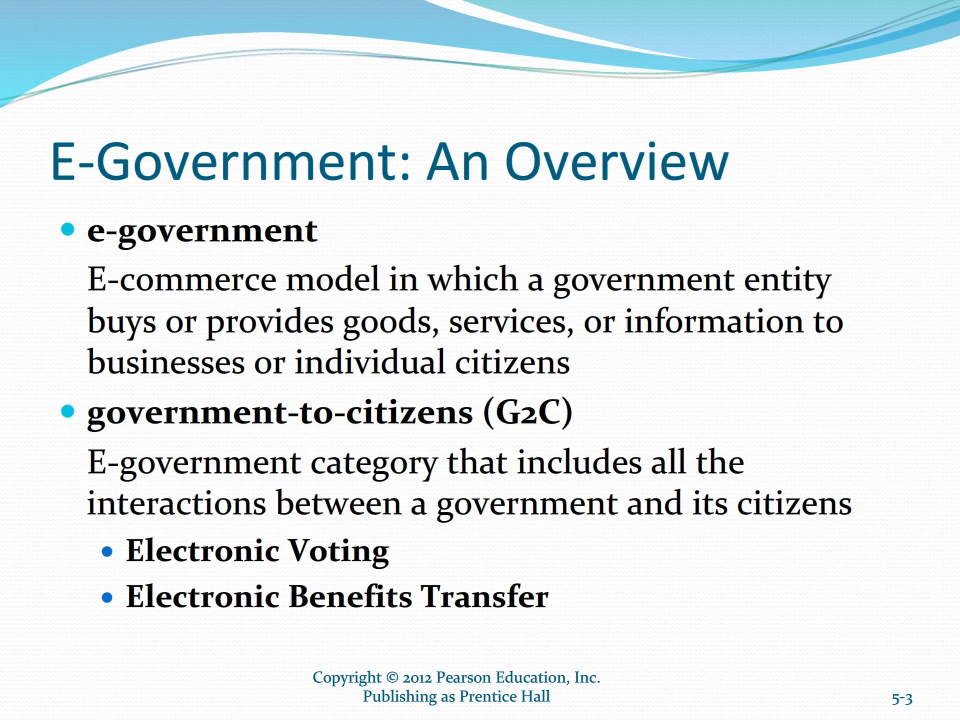 E-Government: An Overview
• e-government
E-commerce model in which a government entity
buys or provides goods, services, or information to
businesses or individual citizens
• government-to-citizens (G2C)
E-government category that includes all the
interactions between a government and its citizens
• Electronic Voting
• Electronic Benefits Transfer
Copyright © 2012 Pearson Education, Inc.
Publishing as Prentice Hall
5-3